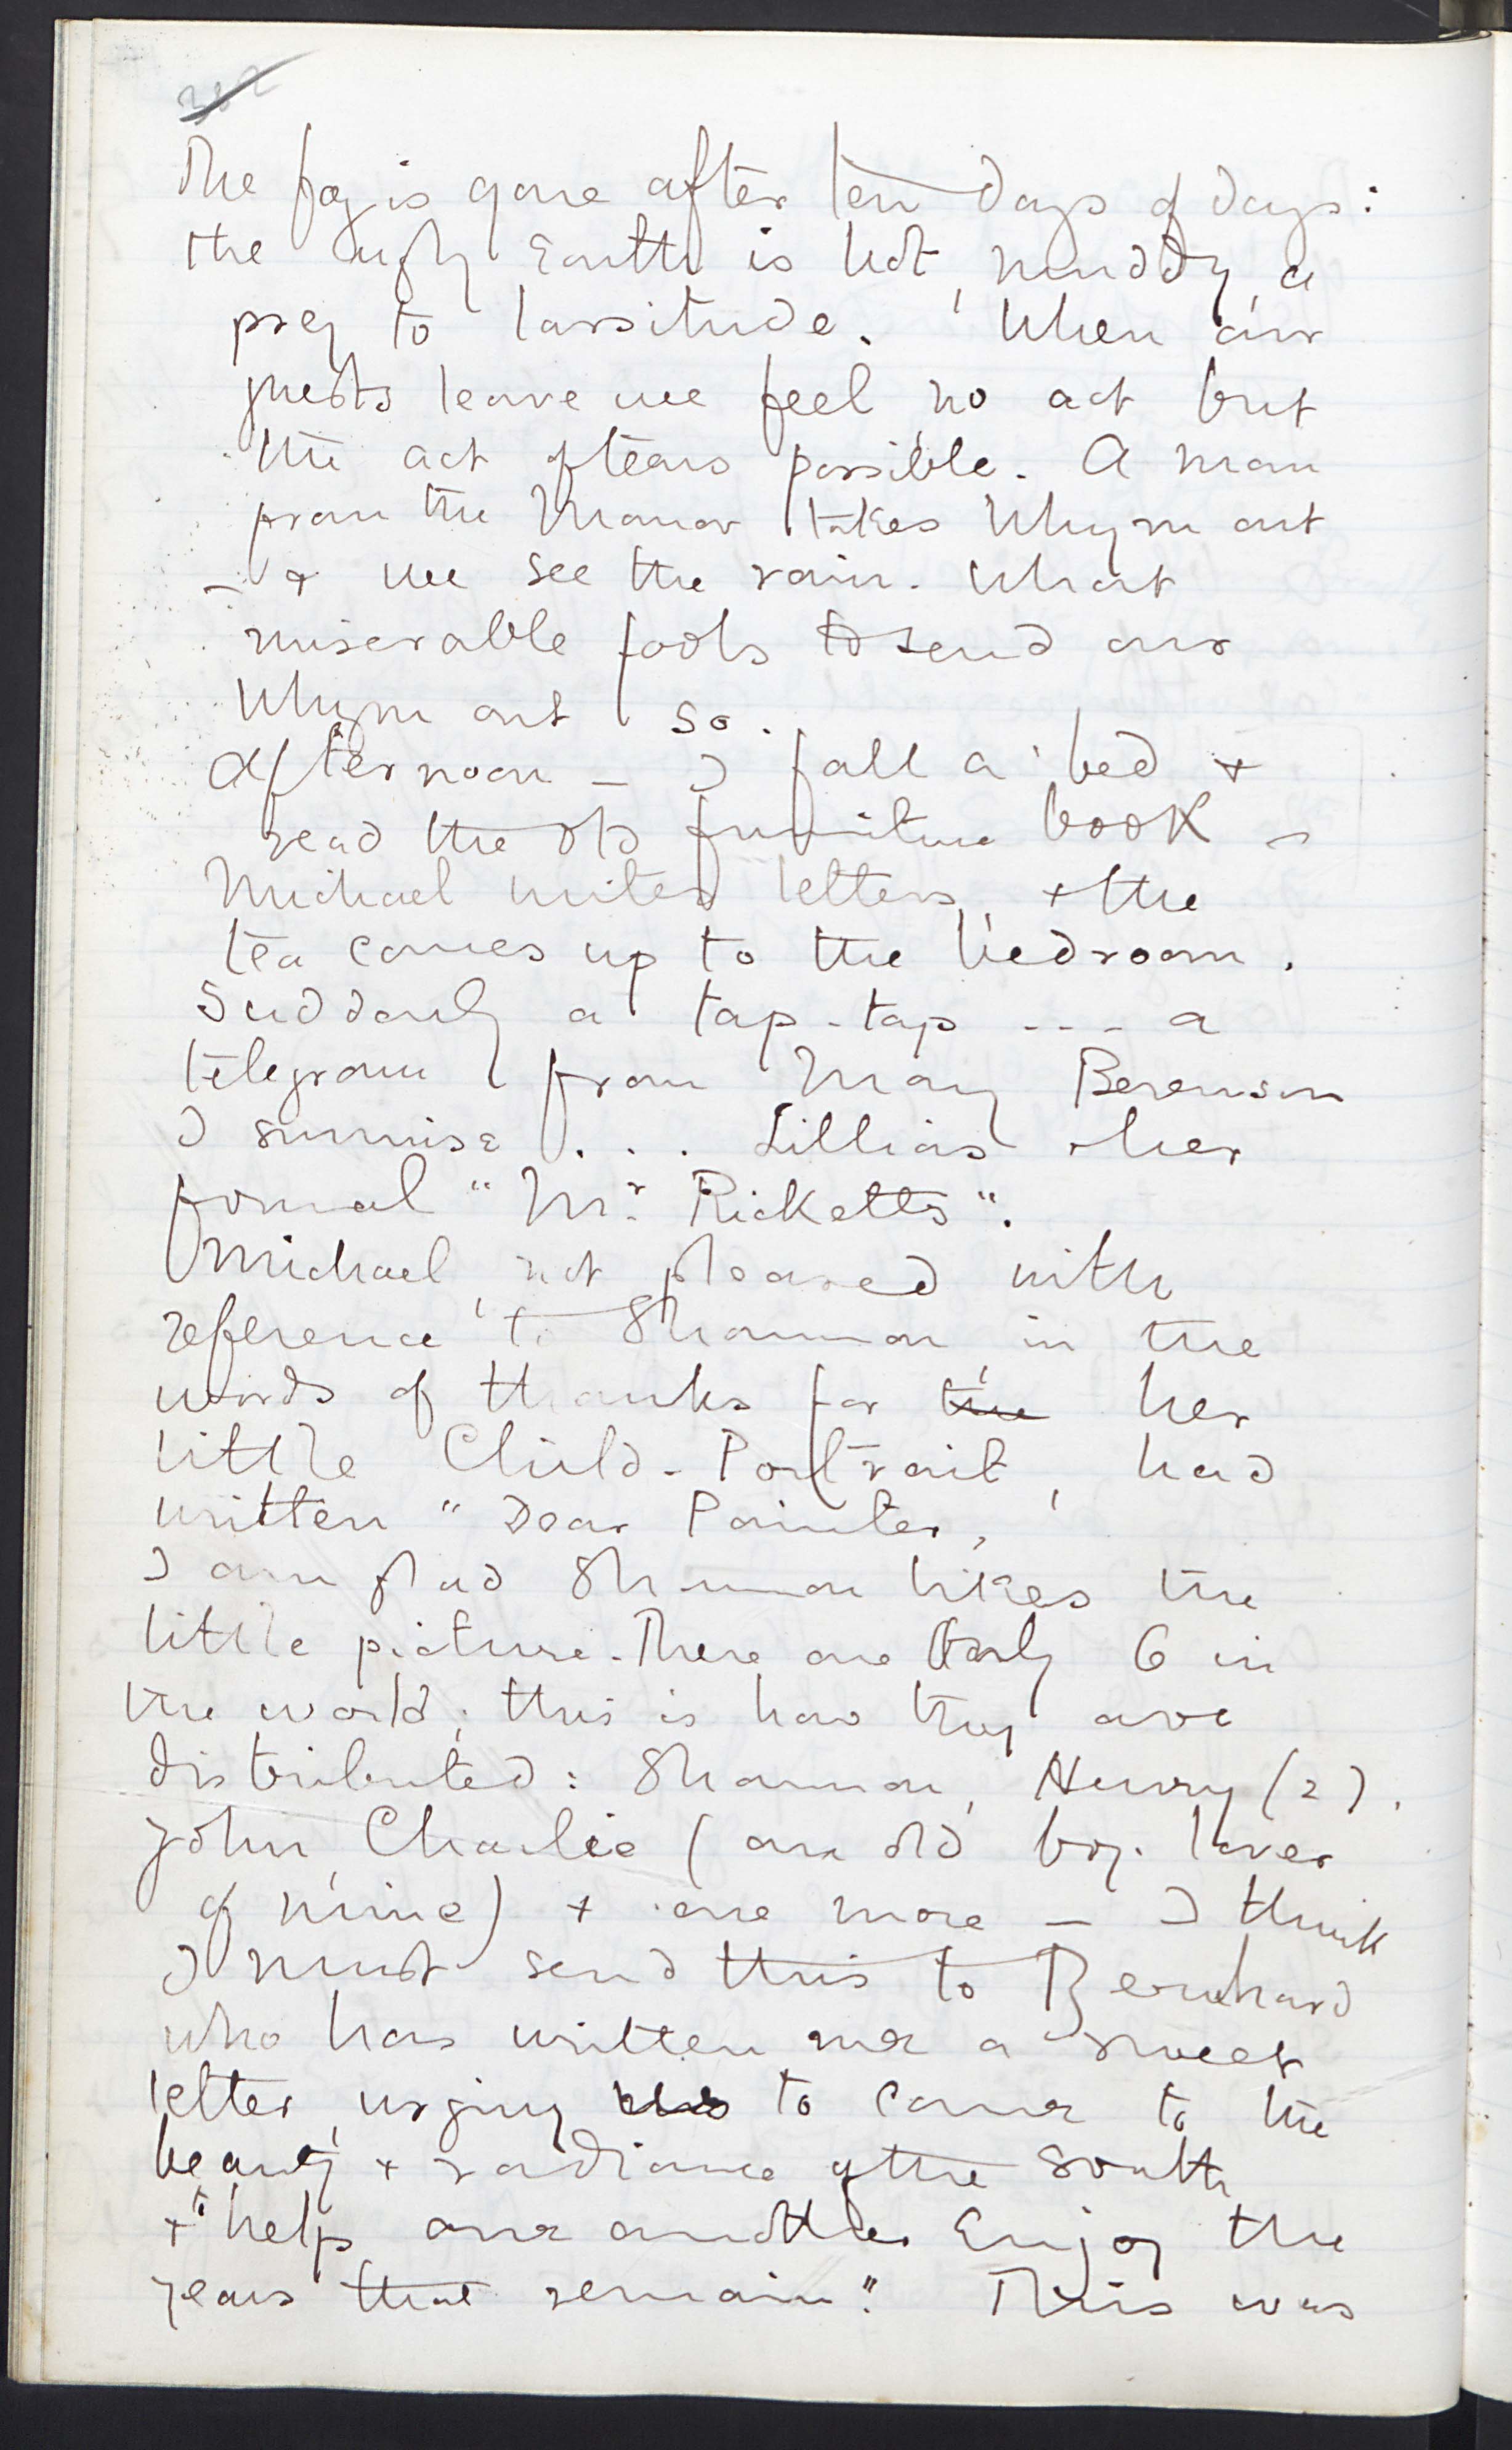 The fog is gone after ten days of days:
the ugly Earth is hot, muddy, a
prey to lassitude. When our
guests leave we feel no act but
the act of tears possible. A man
from the Manor takes Whym out
– & we see the rain. What
miserable fools to send our
Whym out so.
Afternoon – I fall a'bed &
read the old furniture book –
Michael writes letters, & the
tea comes up to the bedroom.
Suddenly a tap-tap --- a
telegram from Mary Berenson
I surmise . . . Lillias & her
formal "Mr. Ricketts".
Michael, not pleased with
reference to Shannon in the
words of thanks for the her
little Child-Portrait, had
written "Dear Painter,
I am glad Shannon likes the
little picture. There are only 6 in
the world; this is how they are
distributed: Shannon, Henry (2),
John, Charlie (an old boy-lover
of mine) & one more – I think
I must send this to Bernhard
who has written me a sweet
letter, urging us to come to the
beauty & radiance of the South
& "to help one another enjoy the
years that remain". This was